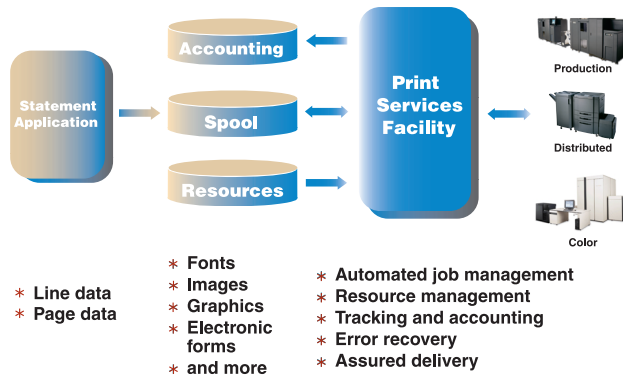 Accounting
Statement
Application
Spool
Resources
Print
Services
Facility
Production
Distributed
Color
* Line data
* Page data
* Fonts
* Images
* Graphics
* Electronic
forms
* and more
* Automated job management
* Resource management
* Tracking and accounting
* Error recovery
* Assured delivery